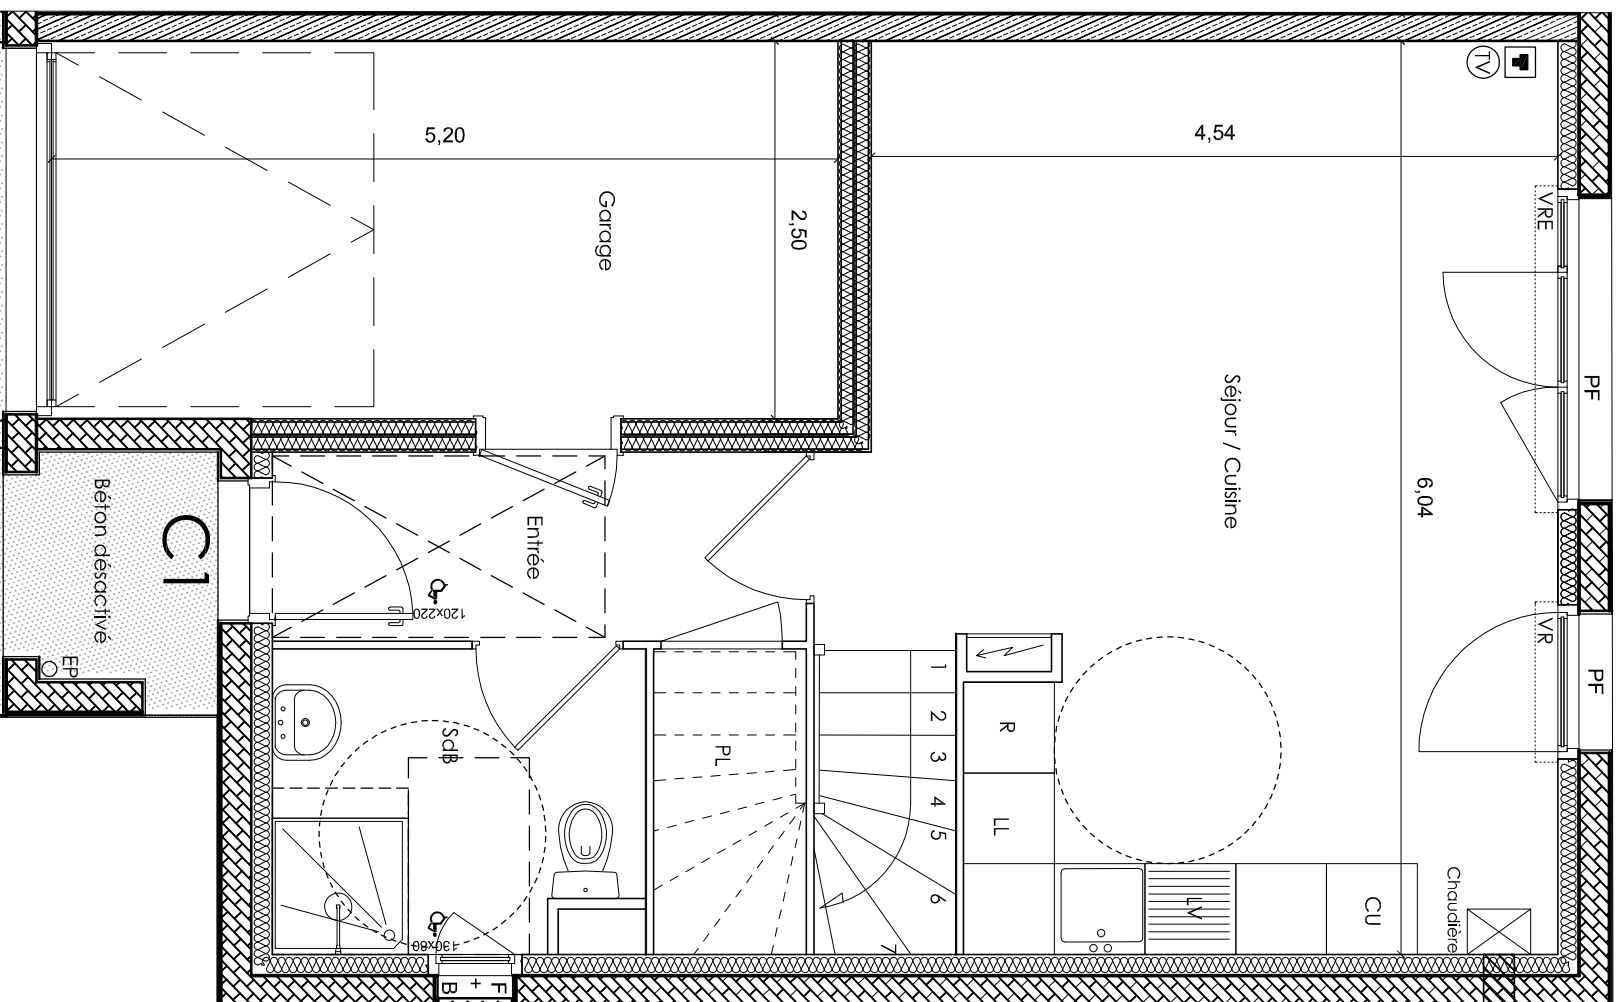 TV
5,20
4,54
Garage
2,50
VRE
PF
Séjour / Cuisine
6,04
Béton désactivé
C1
Entrée
120x220
EP
VR
PF
SdB
PL
1
2
3
4
5
6
7
R
LL
LV
CU
Chaudière
130x80
F
+
B